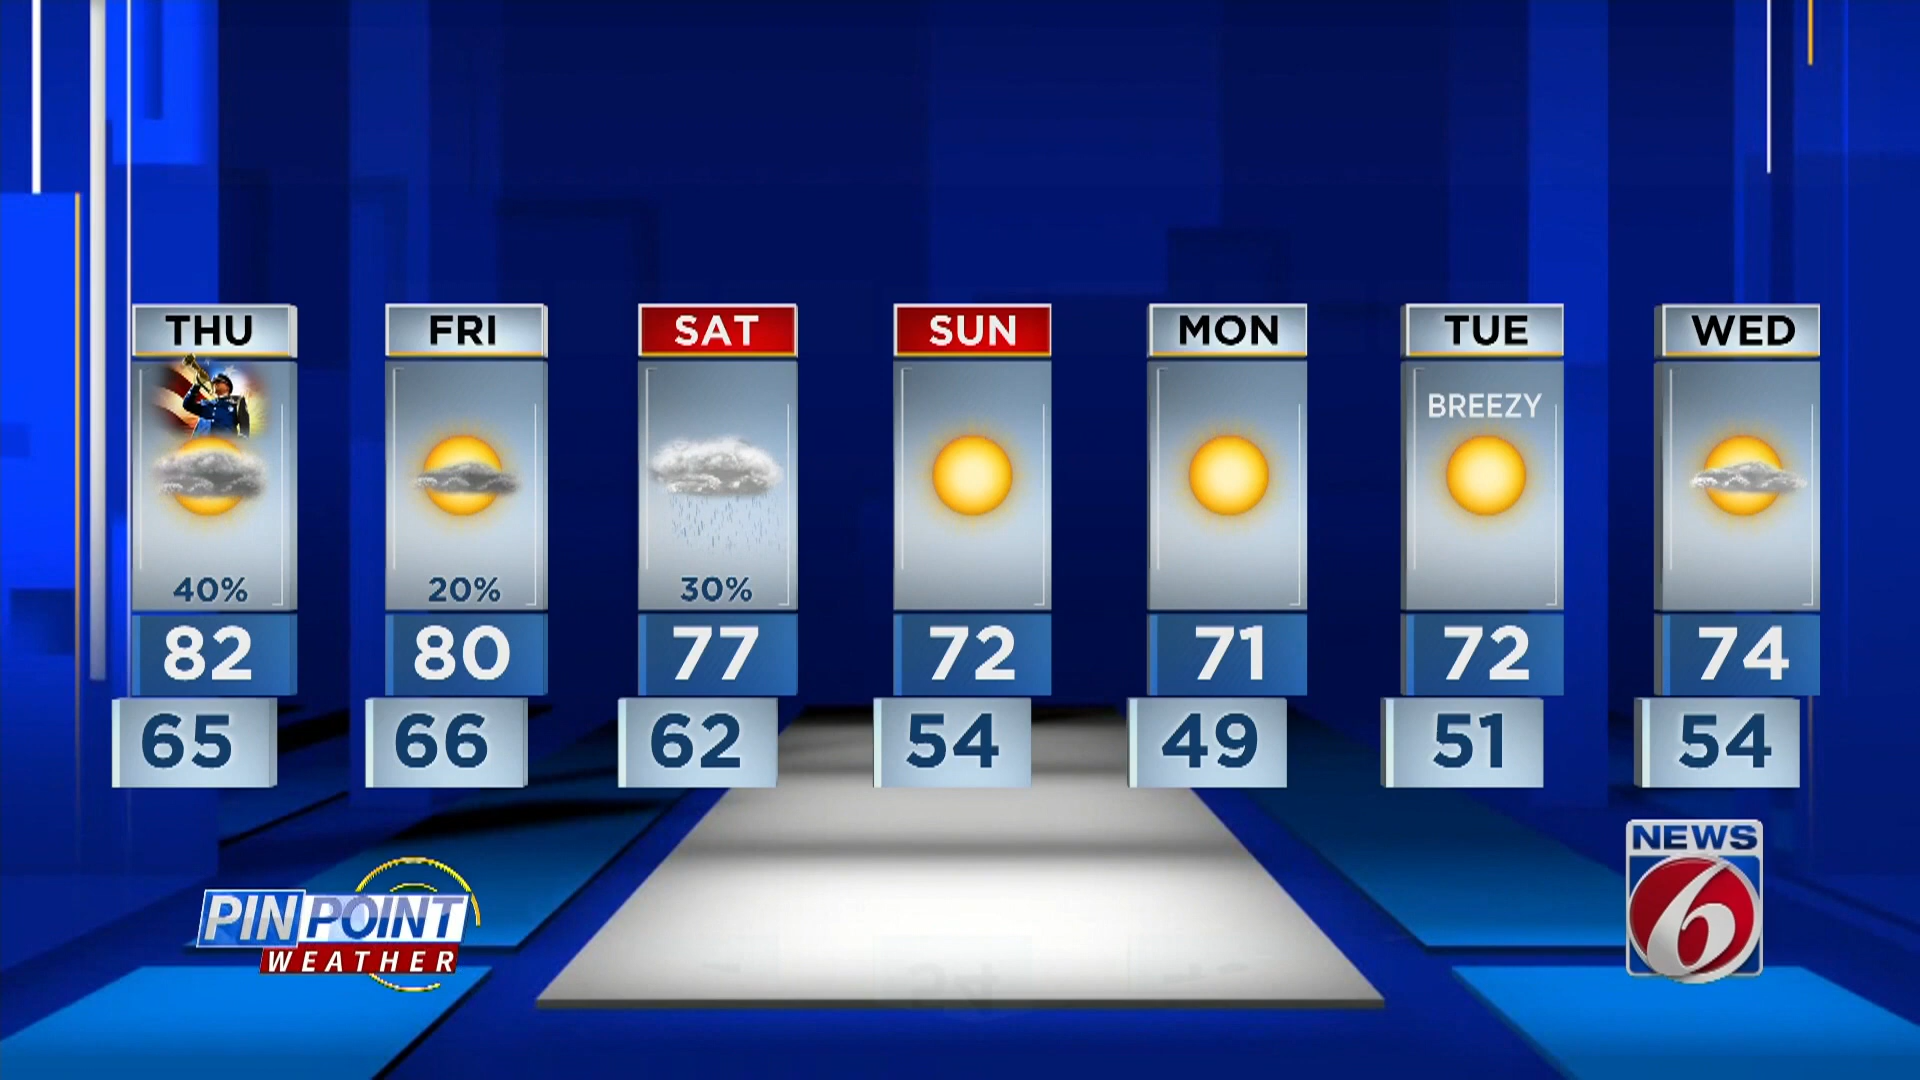 THU FRI SAT SUN MON TUE WED
BREEZY
40% 20% 30%
82 80 77 72 71 72 74
65 66 62 54 49 51 54
NEWS
6
PINPOINT
WEATHER